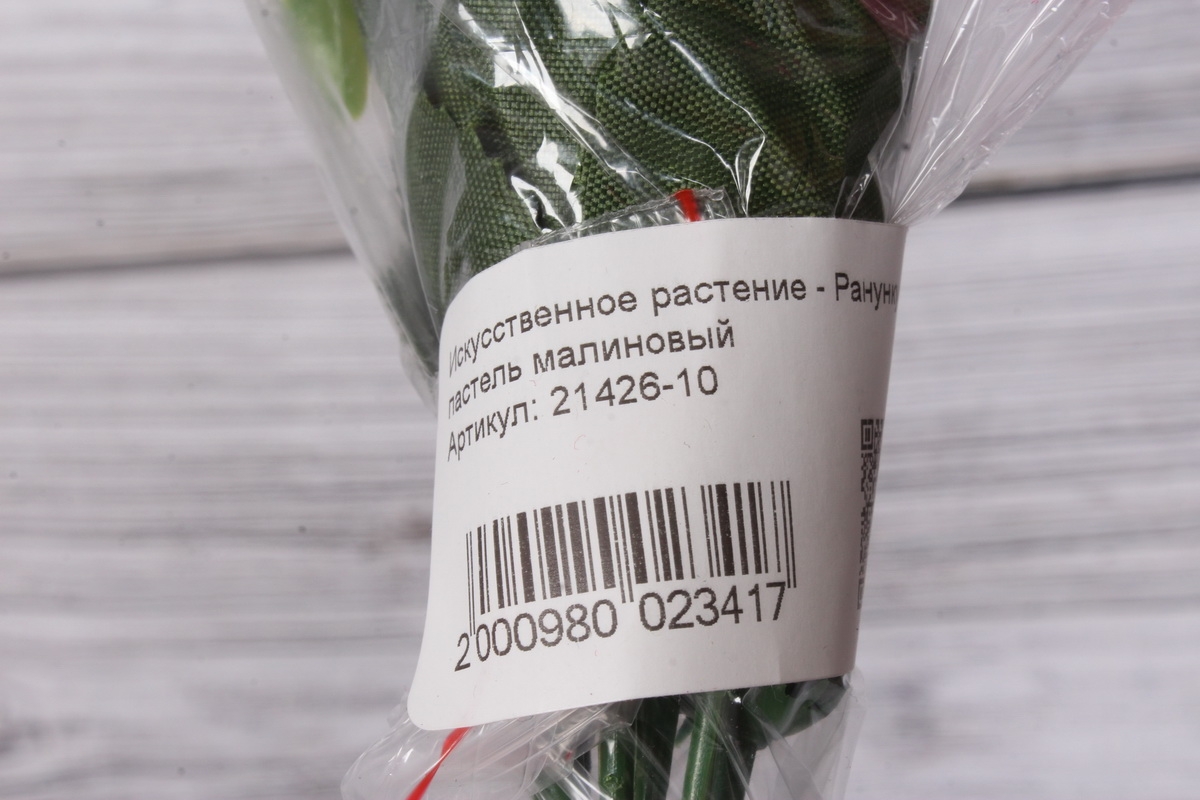 Искусственное растение - Ранунк
пастель малиновый
Артикул: 21426-10
2 000980 023417